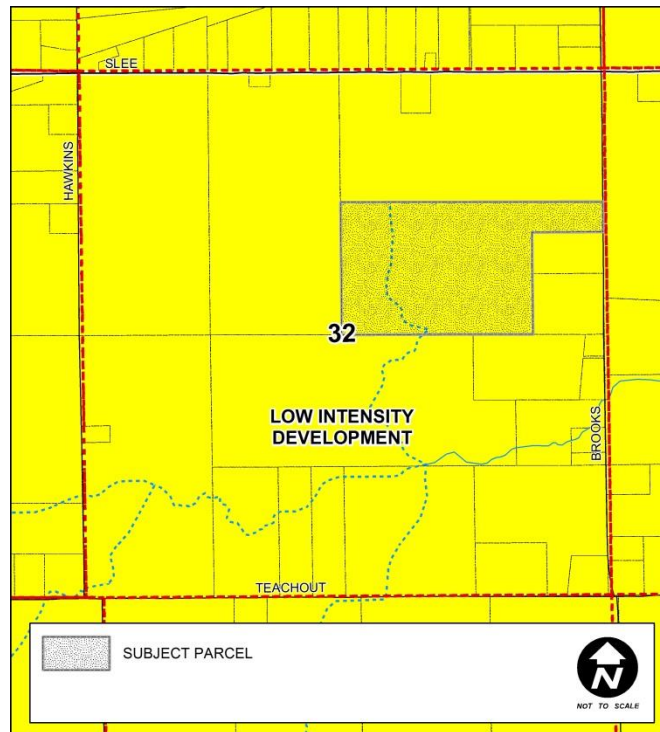 SLEE
HAWKINS
32
LOW INTENSITY
DEVELOPMENT
BROOKS
TEACHOUT
SUBJECT PARCEL
N
NOT TO SCALE